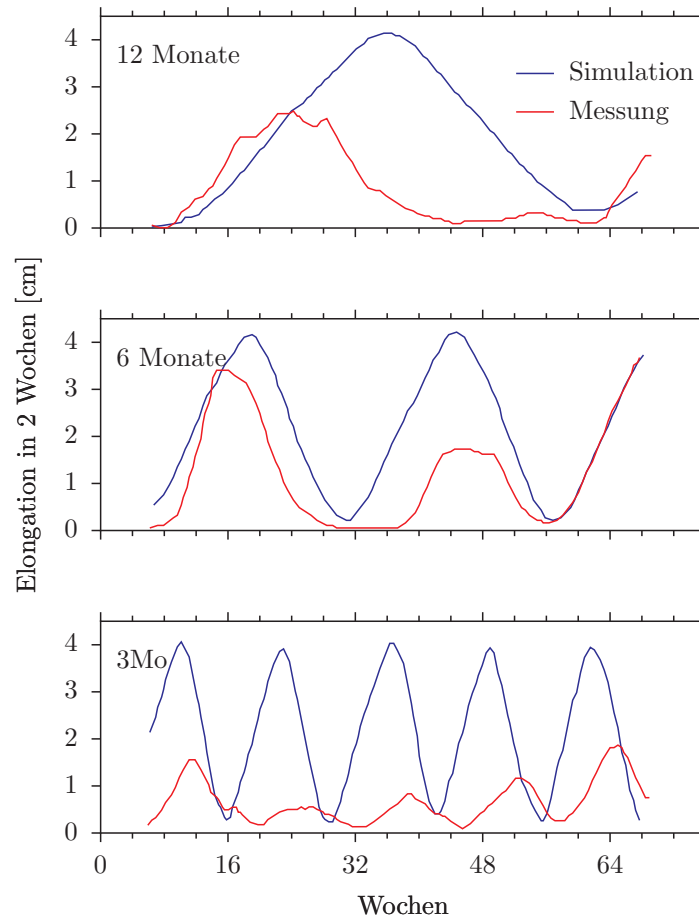 Elongation in 2 Wochen [cm]
12 Monate
Simulation
Messung
4
3
2
1
0
6 Monate
4
3
2
1
0
3Mo
4
3
2
1
0
0 16 32 48 64
Wochen